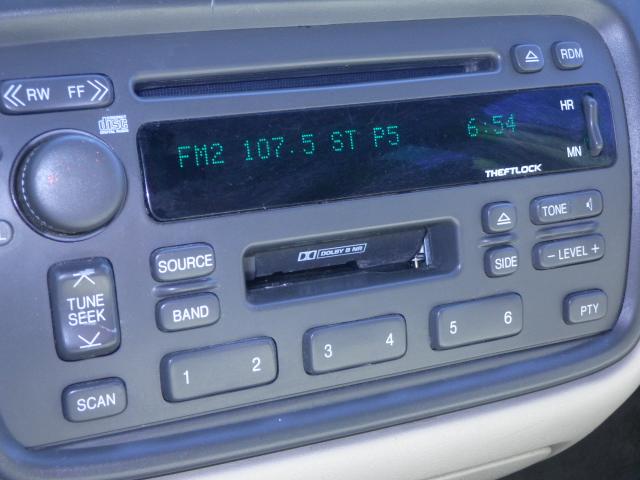 RW FF
RDM
disc
FM2 107.5 ST P5 6:54
HR
MN
THEFTLOCK
TONE
SOURCE
DOLBY B NR
SIDE
- LEVEL +
TUNE
SEEK
BAND
PTY
1 2
3 4
5 6
SCAN